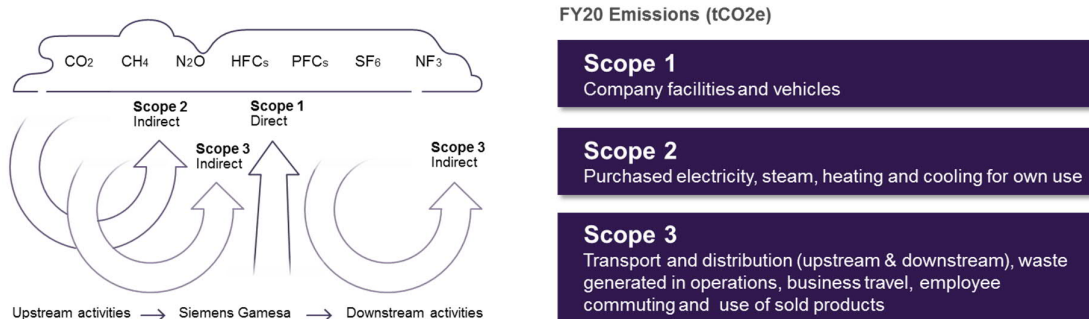 CO2 CH4 N2O HFCs PFCs SF6 NF3
Scope 2
Indirect
Scope 1
Direct
Scope 3
Indirect
Scope 3
Indirect
Upstream activities → Siemens Gamesa → Downstream activities
FY20 Emissions (tCO2e)
Scope 1
Company facilities and vehicles
Scope 2
Purchased electricity, steam, heating and cooling for own use
Scope 3
Transport and distribution (upstream & downstream), waste
generated in operations, business travel, employee
commuting and use of sold products